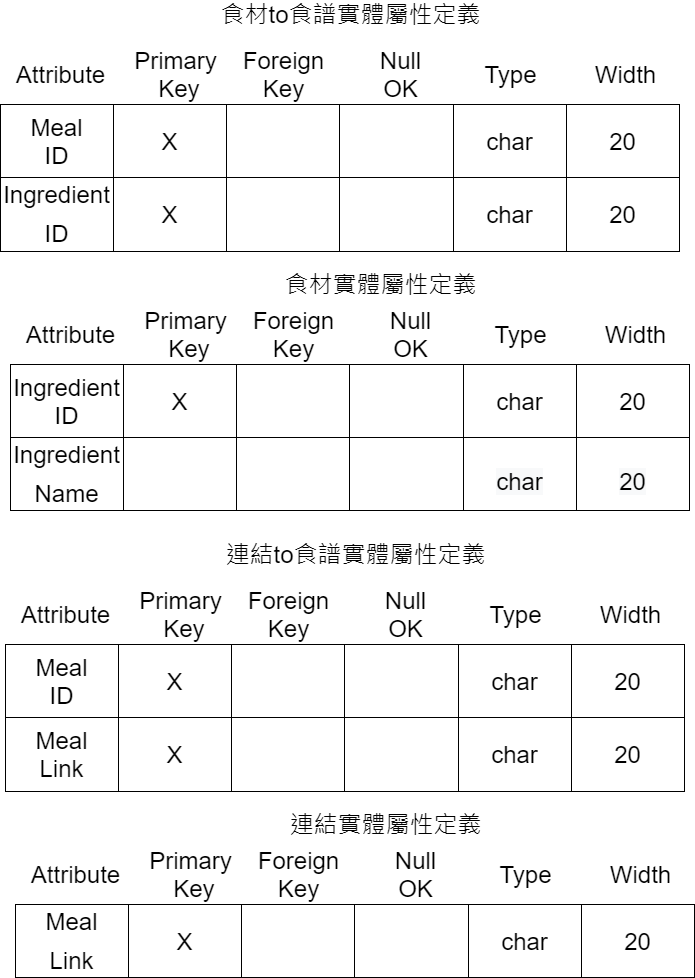 食材to食譜實體屬性定義
Attribute Primary Key Foreign Key Null OK Type Width
Meal ID X char 20
Ingredient ID X char 20
食材實體屬性定義
Attribute Primary Key Foreign Key Null OK Type Width
Ingredient ID X char 20
Ingredient Name char 20
連結to食譜實體屬性定義
Attribute Primary Key Foreign Key Null OK Type Width
Meal ID X char 20
Meal Link X char 20
連結實體屬性定義
Attribute Primary Key Foreign Key Null OK Type Width
Meal Link X char 20